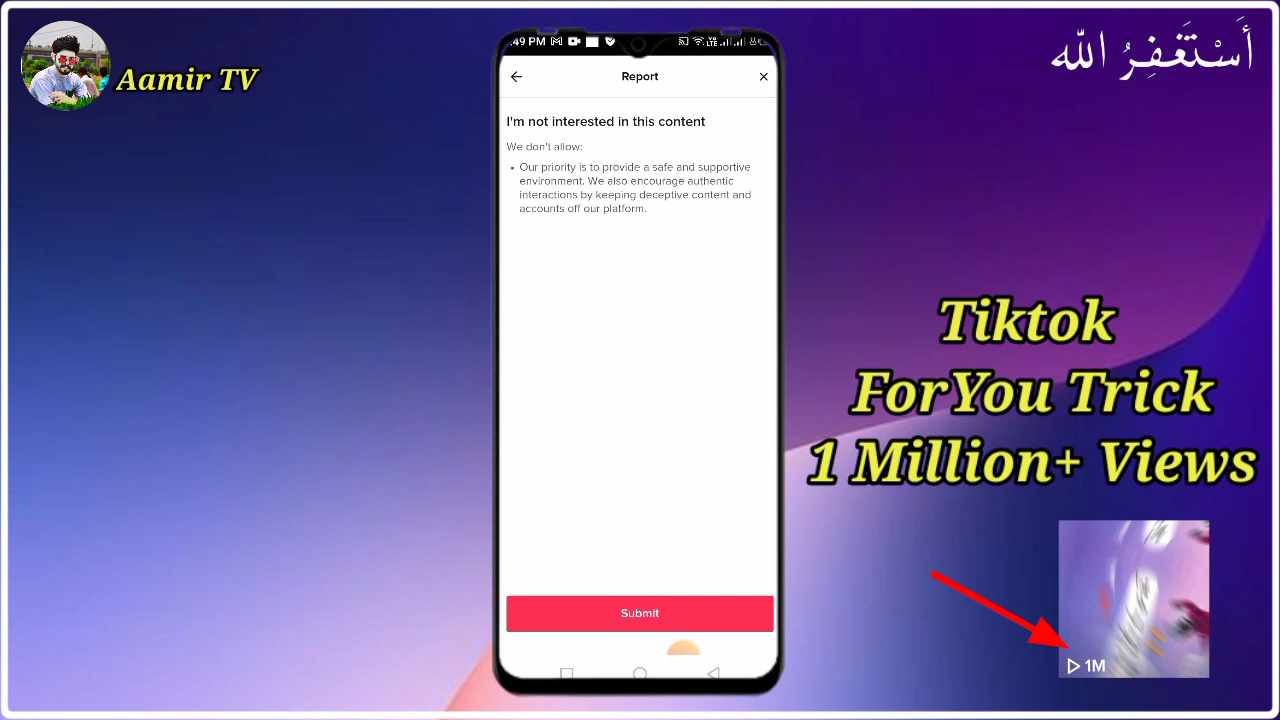 Aamir TV
أَسْتَغْفِرُ اللّٰه
:49 PM
Report
I'm not interested in this content
We don't allow:
• Our priority is to provide a safe and supportive
environment. We also encourage authentic
interactions by keeping deceptive content and
accounts off our platform.
Submit
Tiktok
ForYou Trick
1 Million+ Views
1M